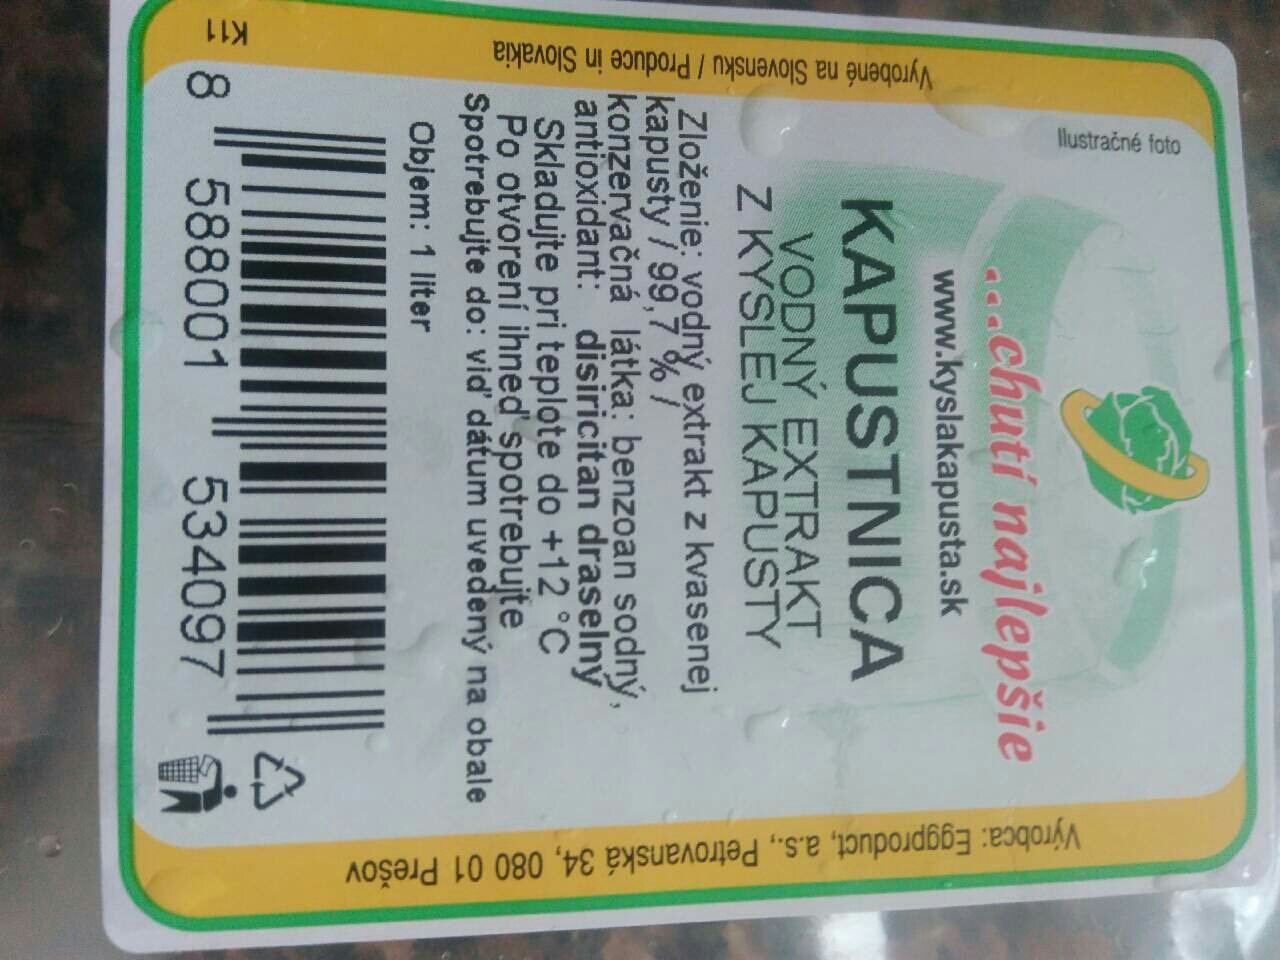 Ilustračné foto
...chutí najlepšie
www.kyslakapusta.sk
KAPUSTNICA
VODNÝ EXTRAKT
Z KYSLEJ KAPUSTY
Zloženie: vodný extrakt z kvasenej
kapusty / 99,7 % /
konzervačná látka: benzoan sodný,
antioxidant: disiricitan draselný
Skladujte pri teplote do +12 °C
Po otvorení ihneď spotrebujte
Spotrebujte do: viď dátum uvedený na obale
Objem: 1 liter
8 588001 534097
Vyrobené na Slovensku / Produce in Slovakia
K11
Výrobca: Eggproduct, a.s., Petrovanská 34, 080 01 Prešov